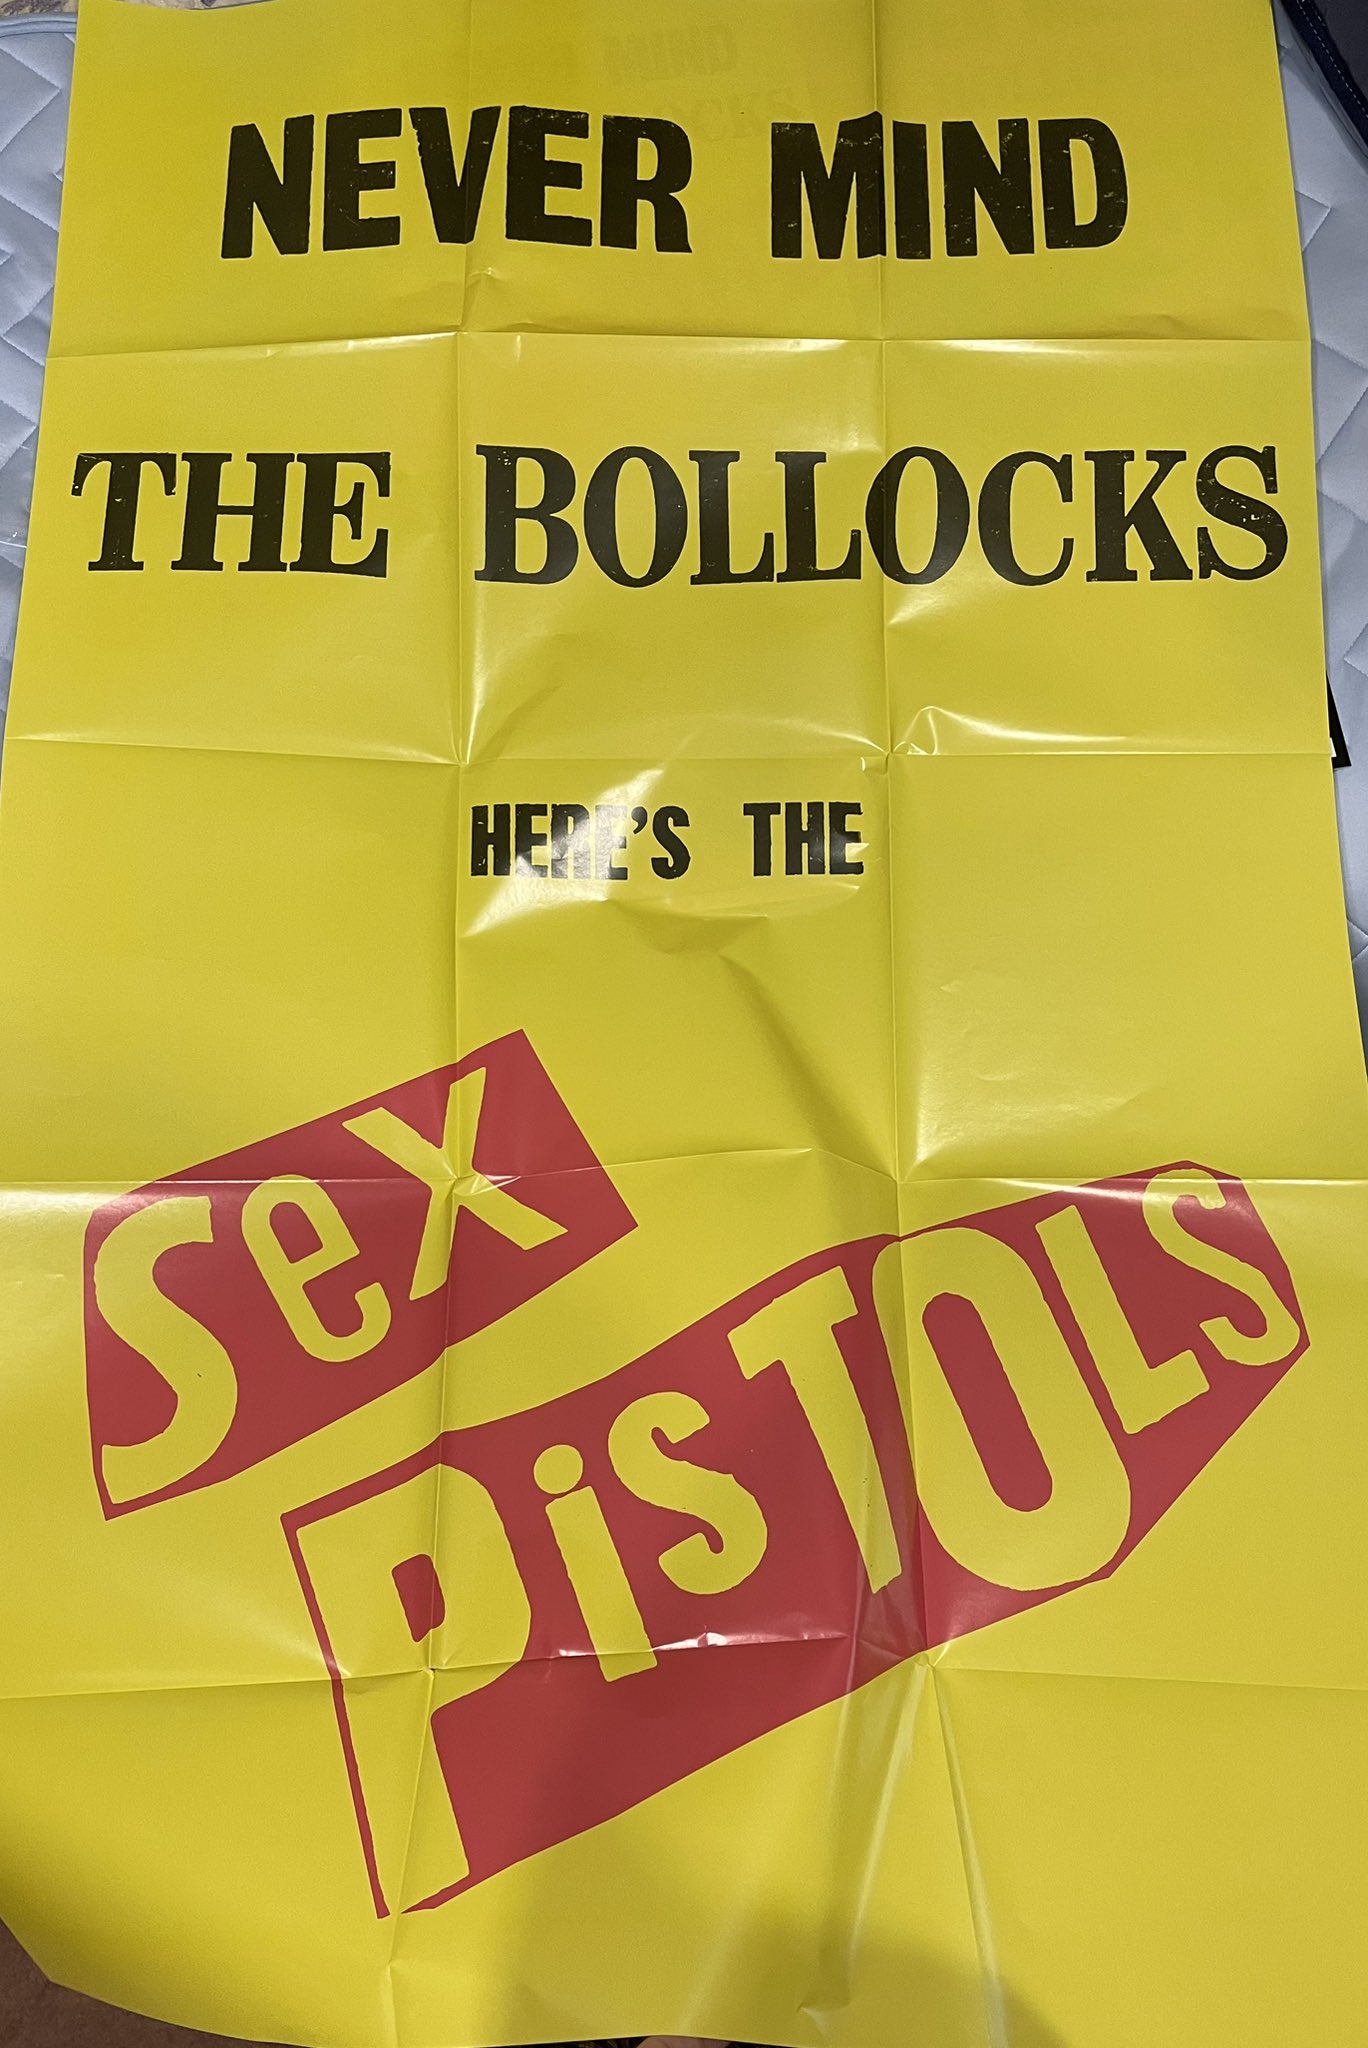 NEVER MIND
THE BOLLOCKS
HERE'S THE
Sex
PiSTOLS